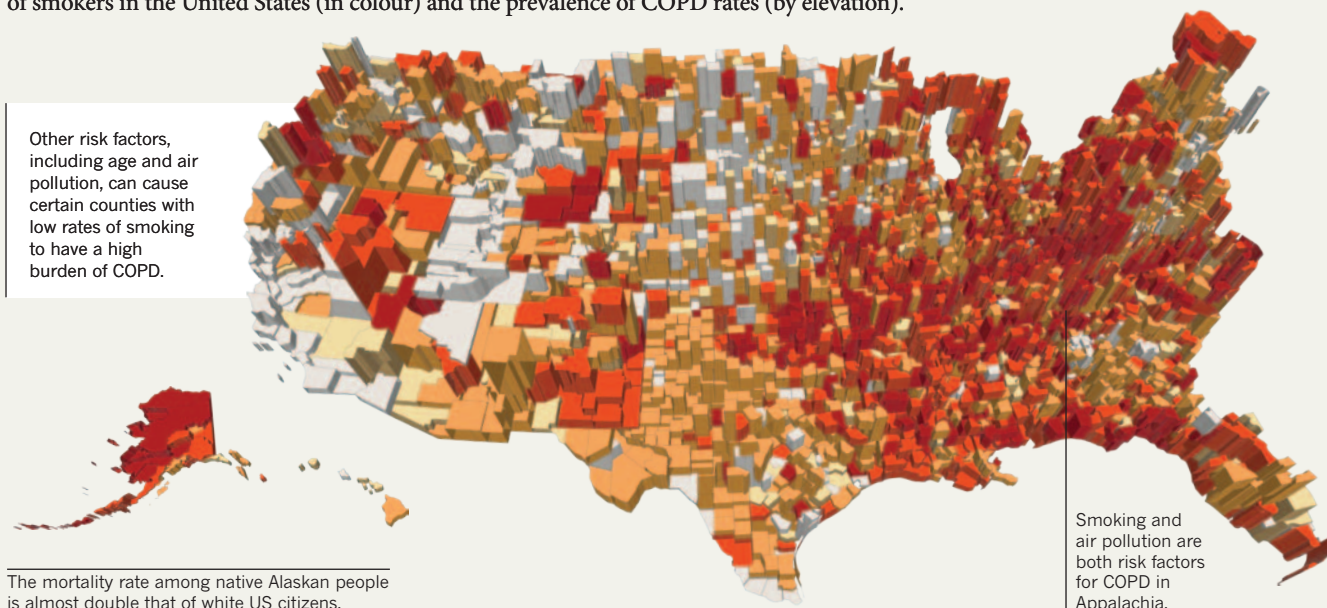 of smokers in the United States (in colour) and the prevalence of COPD rates (by elevation).
Other risk factors,
including age and air
pollution, can cause
certain counties with
low rates of smoking
to have a high
burden of COPD.
Smoking and
air pollution are
both risk factors
for COPD in
Appalachia.
The mortality rate among native Alaskan people
is almost double that of white US citizens.